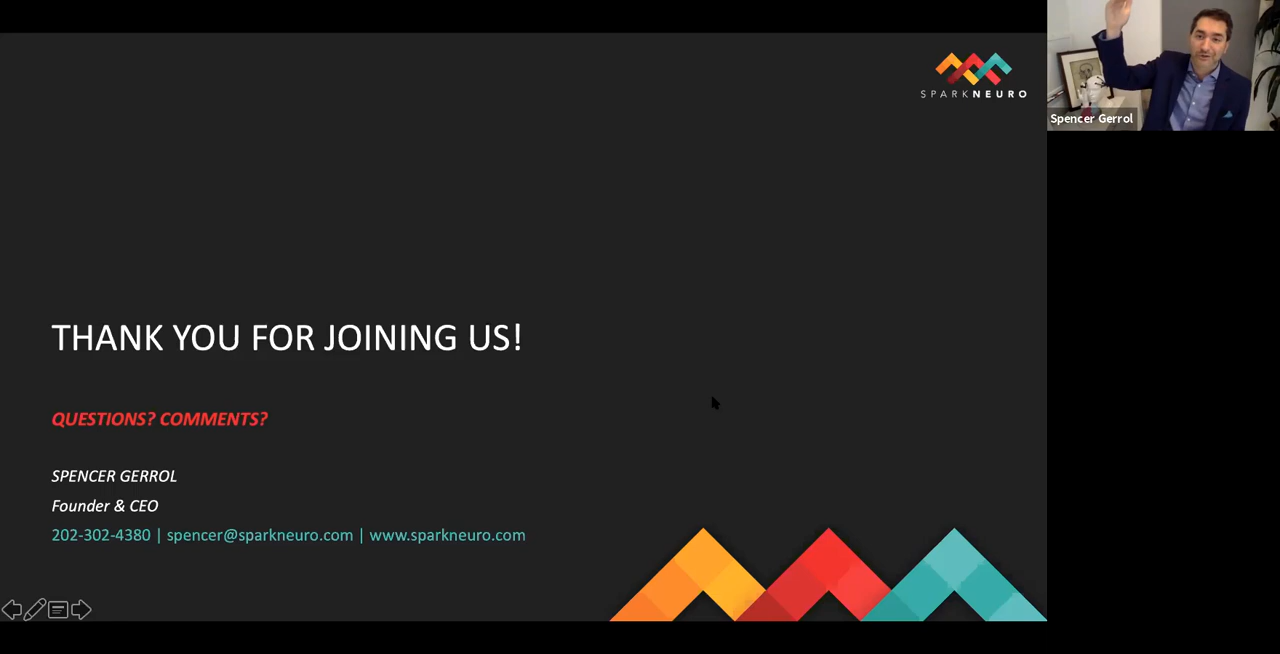 SPARKNEURO
Spencer Gerrol
THANK YOU FOR JOINING US!
QUESTIONS? COMMENTS?
SPENCER GERROL
Founder & CEO
202-302-4380 | spencer@sparkneuro.com | www.sparkneuro.com